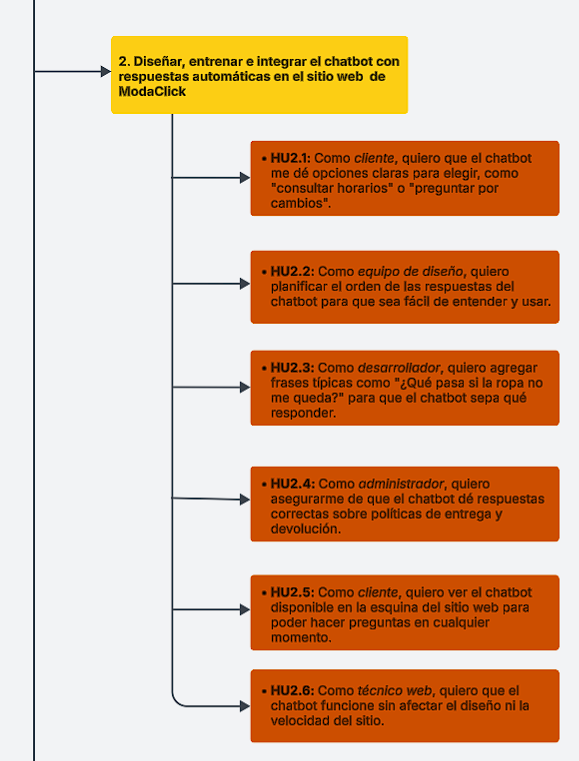 2. Diseñar, entrenar e integrar el chatbot con
respuestas automáticas en el sitio web de
ModaClick
• HU2.1: Como cliente, quiero que el chatbot
me dé opciones claras para elegir, como
"consultar horarios" o "preguntar por
cambios".
• HU2.2: Como equipo de diseño, quiero
planificar el orden de las respuestas del
chatbot para que sea fácil de entender y usar.
• HU2.3: Como desarrollador, quiero agregar
frases típicas como "¿Qué pasa si la ropa no
me queda?" para que el chatbot sepa qué
responder.
• HU2.4: Como administrador, quiero
asegurarme de que el chatbot dé respuestas
correctas sobre políticas de entrega y
devolución.
• HU2.5: Como cliente, quiero ver el chatbot
disponible en la esquina del sitio web para
poder hacer preguntas en cualquier
momento.
• HU2.6: Como técnico web, quiero que el
chatbot funcione sin afectar el diseño ni la
velocidad del sitio.